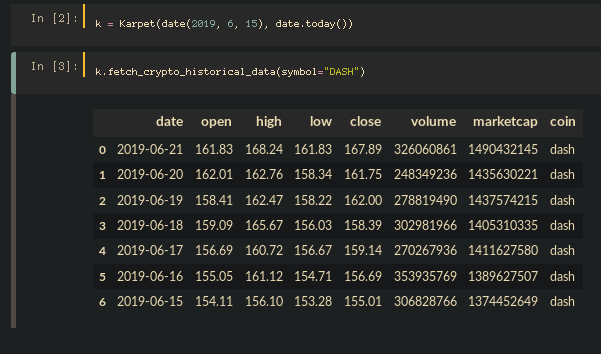 In [2]: k = Karpet(date(2019, 6, 15), date.today())
In [3]: k.fetch_crypto_historical_data(symbol="DASH")
date open high low close volume marketcap coin
0 2019-06-21 161.83 168.24 161.83 167.89 326060861 1490432145 dash
1 2019-06-20 162.01 162.76 158.34 161.75 248349236 1435630221 dash
2 2019-06-19 158.41 162.47 158.22 162.00 278819490 1437574215 dash
3 2019-06-18 159.09 165.67 156.03 158.39 302981966 1405310335 dash
4 2019-06-17 156.69 160.72 156.67 159.14 270267936 1411627580 dash
5 2019-06-16 155.05 161.12 154.71 156.69 353935769 1389627507 dash
6 2019-06-15 154.11 156.10 153.28 155.01 306828766 1374452649 dash